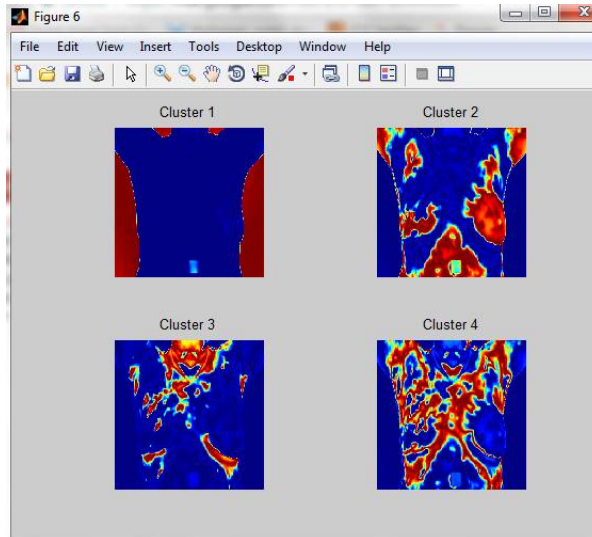 Figure 6
File Edit View Insert Tools Desktop Window Help
Cluster 1 Cluster 2
Cluster 3 Cluster 4